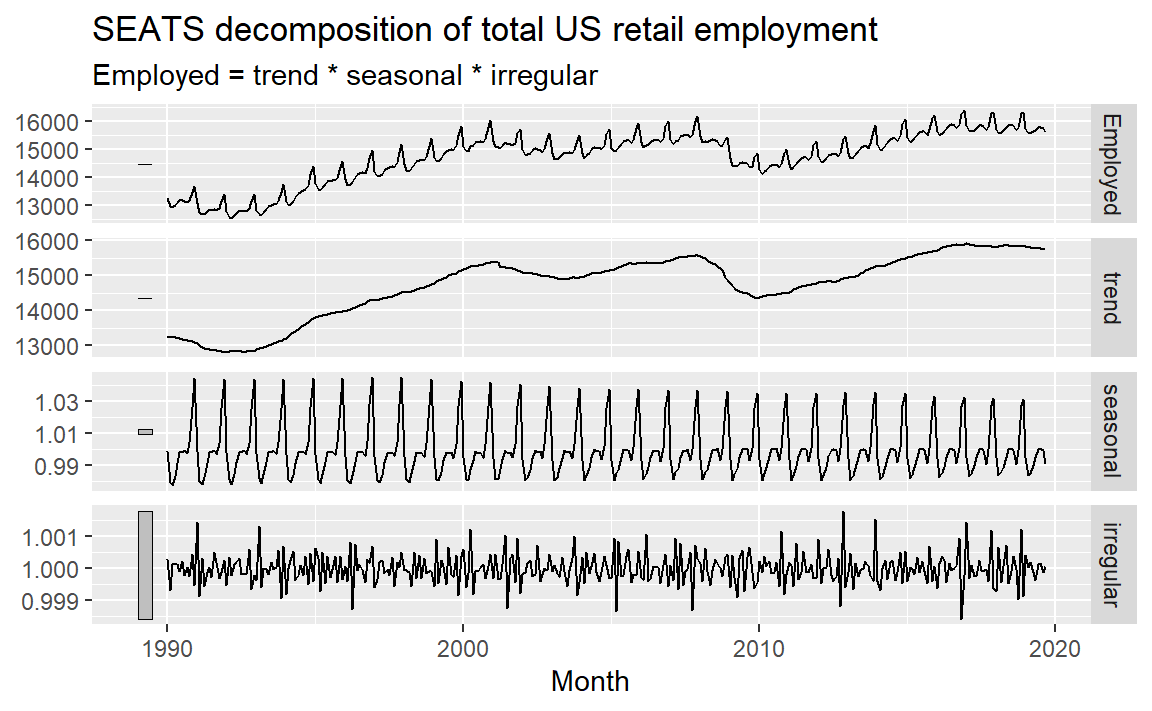 SEATS decomposition of total US retail employment
Employed = trend * seasonal * irregular
16000
15000
14000
13000
Employed
16000
15000
14000
13000
trend
1.03
1.01
0.99
seasonal
1.001
1.000
0.999
irregular
1990 2000 2010 2020
Month